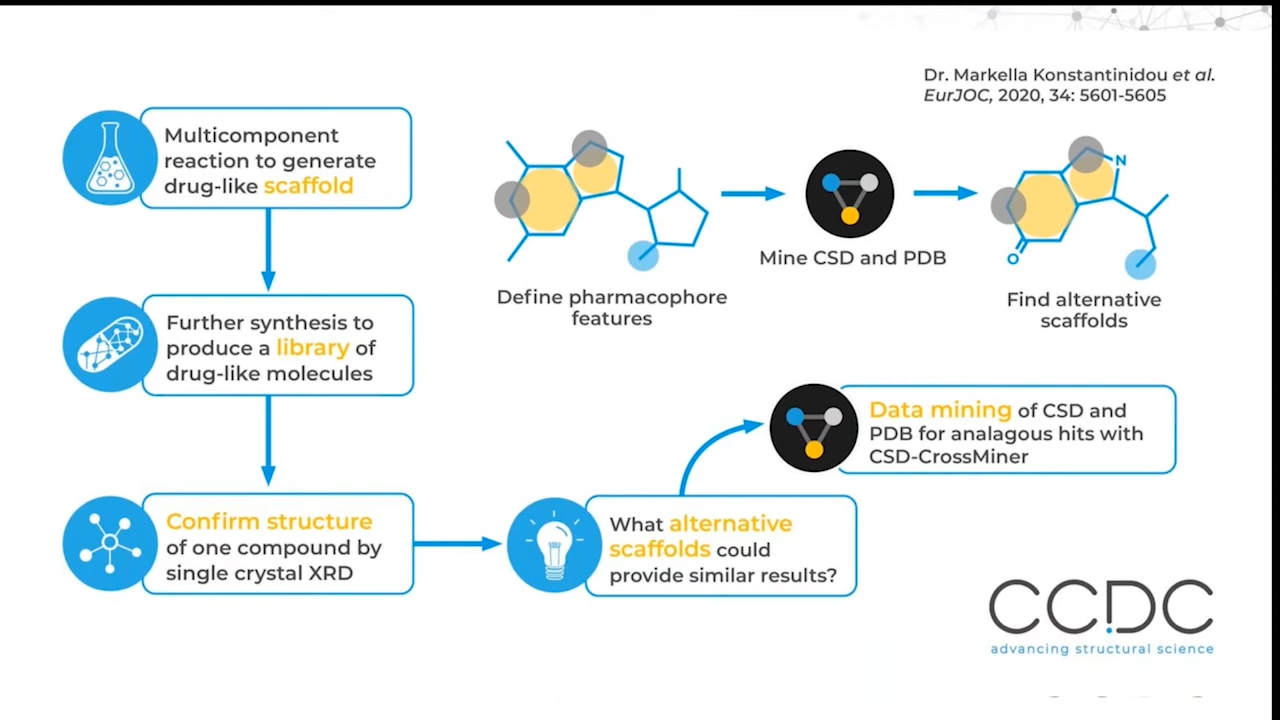 Dr. Markella Konstantinidou et al.
EurJOC, 2020, 34: 5601-5605
Multicomponent
reaction to generate
drug-like scaffold
N
O
Mine CSD and PDB
Define pharmacophore
features
Find alternative
scaffolds
Further synthesis to
produce a library of
drug-like molecules
Data mining of CSD and
PDB for analagous hits with
CSD-CrossMiner
Confirm structure
of one compound by
single crystal XRD
What alternative
scaffolds could
provide similar results?
CCDC
advancing structural science